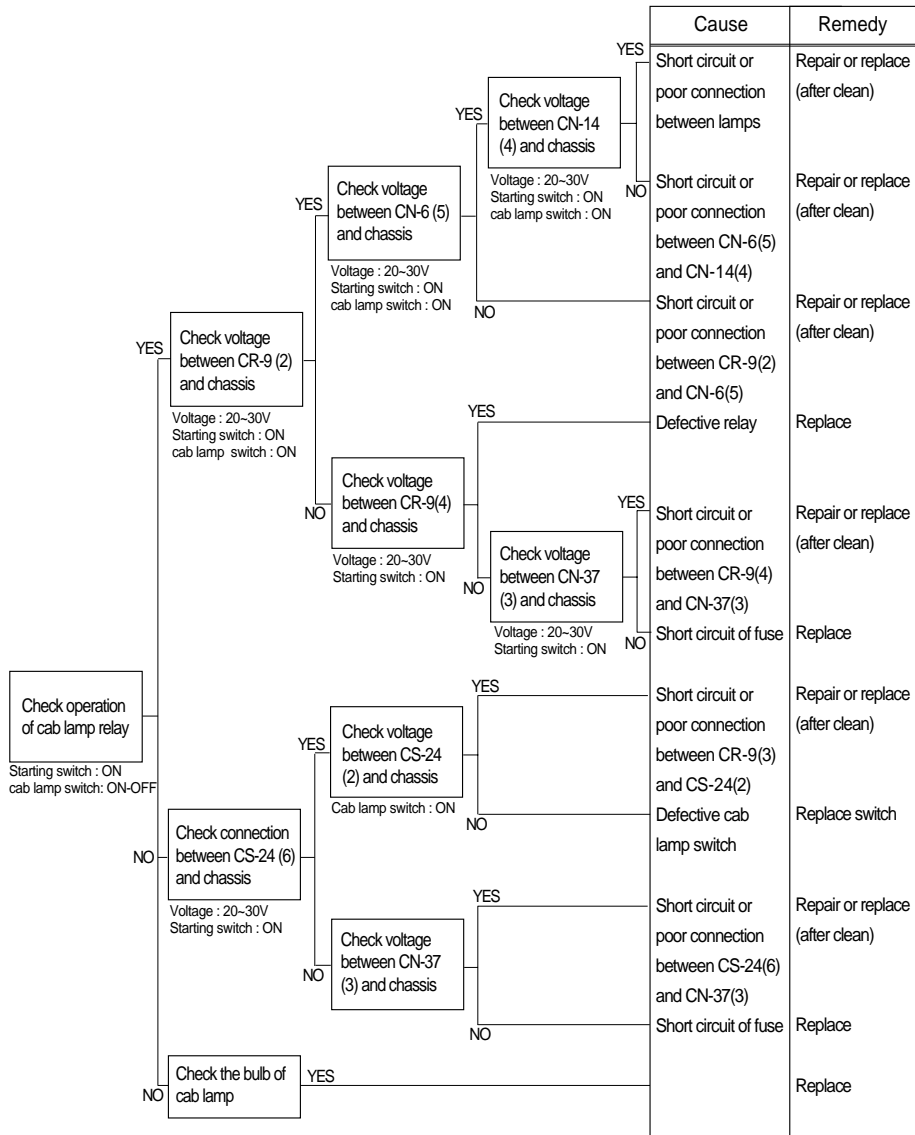 Cause
Remedy
YES
Short circuit or
poor connection
between lamps
Repair or replace
(after clean)
YES
Check voltage
between CN-14
(4) and chassis
Voltage : 20~30V
Starting switch : ON
cab lamp switch : ON
NO
Short circuit or
poor connection
between CN-6(5)
and CN-14(4)
Repair or replace
(after clean)
YES
Check voltage
between CN-6 (5)
and chassis
Voltage : 20~30V
Starting switch : ON
cab lamp switch : ON
NO
Short circuit or
poor connection
between CR-9(2)
and CN-6(5)
Repair or replace
(after clean)
YES
Check voltage
between CR-9 (2)
and chassis
Voltage : 20~30V
Starting switch : ON
cab lamp switch : ON
YES
Defective relay
Replace
NO
Check voltage
between CR-9(4)
and chassis
Voltage : 20~30V
Starting switch : ON
YES
Short circuit or
poor connection
between CR-9(4)
and CN-37(3)
Repair or replace
(after clean)
NO
Check voltage
between CN-37
(3) and chassis
Voltage : 20~30V
Starting switch : ON
NO
Short circuit of fuse
Replace
Check operation
of cab lamp relay
Starting switch : ON
cab lamp switch: ON-OFF
YES
Check voltage
between CS-24
(2) and chassis
Cab lamp switch : ON
YES
Short circuit or
poor connection
between CR-9(3)
and CS-24(2)
Repair or replace
(after clean)
NO
Defective cab
lamp switch
Replace switch
NO
Check connection
between CS-24 (6)
and chassis
Voltage : 20~30V
Starting switch : ON
YES
Short circuit or
poor connection
between CS-24(6)
and CN-37(3)
Repair or replace
(after clean)
NO
Check voltage
between CN-37
(3) and chassis
NO
Short circuit of fuse
Replace
NO
Check the bulb of
cab lamp
YES
Replace